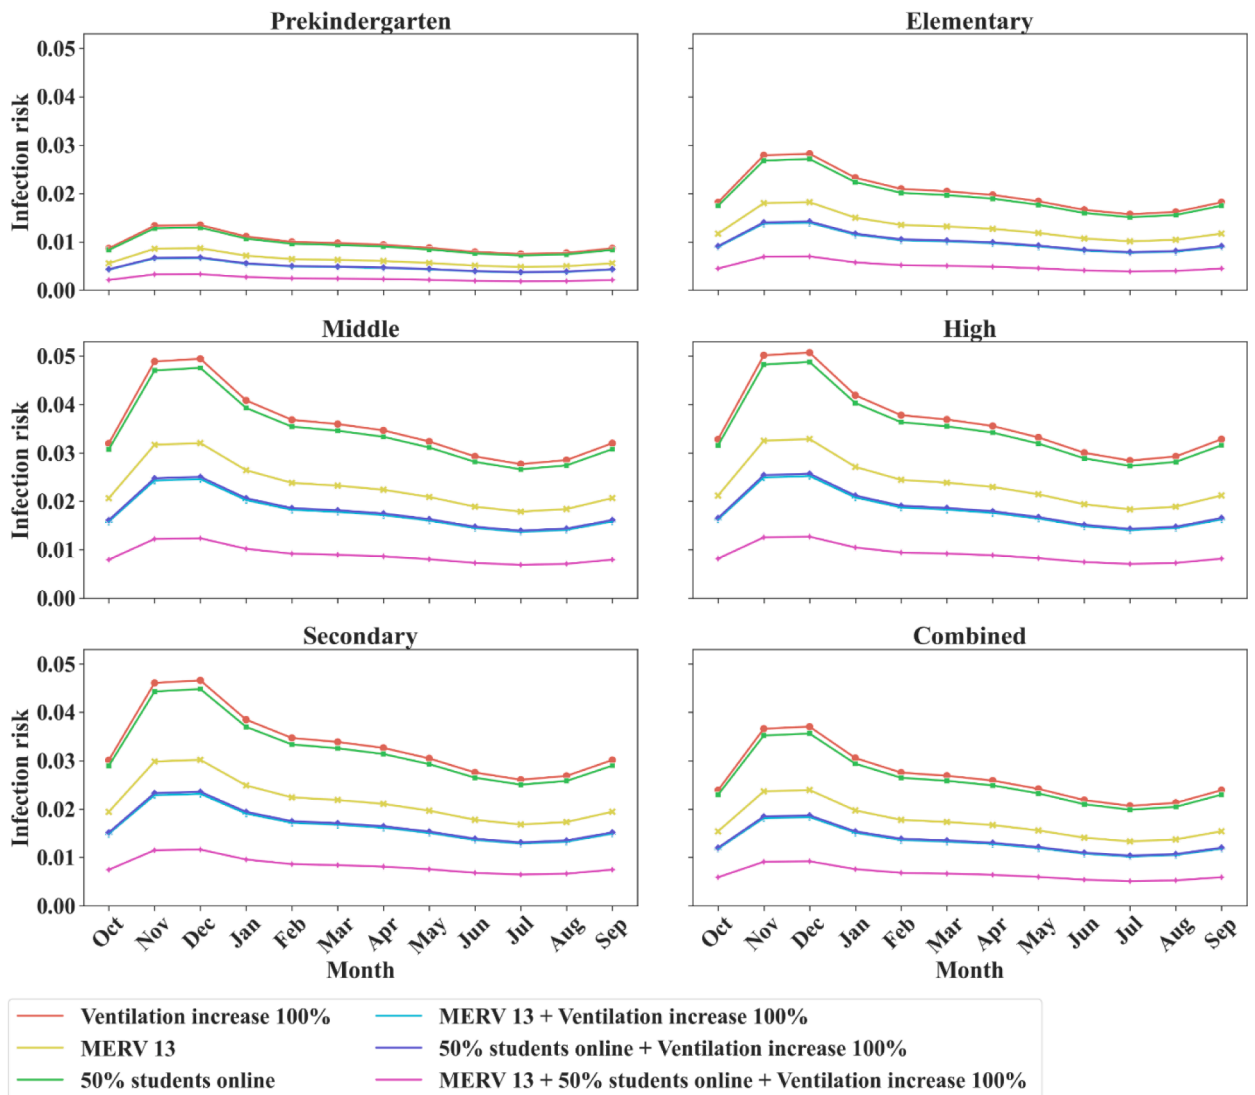 Prekindergarten
Elementary
0.05
0.04
0.03
0.02
0.01
0.00
Infection risk
Middle
High
0.05
0.04
0.03
0.02
0.01
0.00
Infection risk
Secondary
Combined
0.05
0.04
0.03
0.02
0.01
0.00
Infection risk
Oct Nov Dec Jan Feb Mar Apr May Jun Jul Aug Sep
Oct Nov Dec Jan Feb Mar Apr May Jun Jul Aug Sep
Month
Month
Ventilation increase 100%
MERV 13
50% students online
MERV 13 + Ventilation increase 100%
50% students online + Ventilation increase 100%
MERV 13 + 50% students online + Ventilation increase 100%